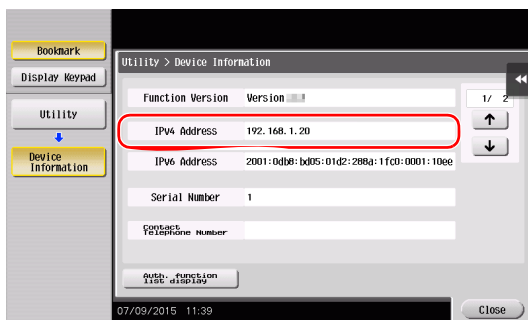 Bookmark
Display Keypad
Utility
Device
Information
Utility > Device Information
Function Version Version
1/ 2
IPv4 Address 192.168.1.20
IPv6 Address 2001:0db8:bd05:01d2:288a:1fc0:0001:10ee
Serial Number 1
Contact
Telephone Number
Auth. function
list display
07/09/2015 11:39
Close